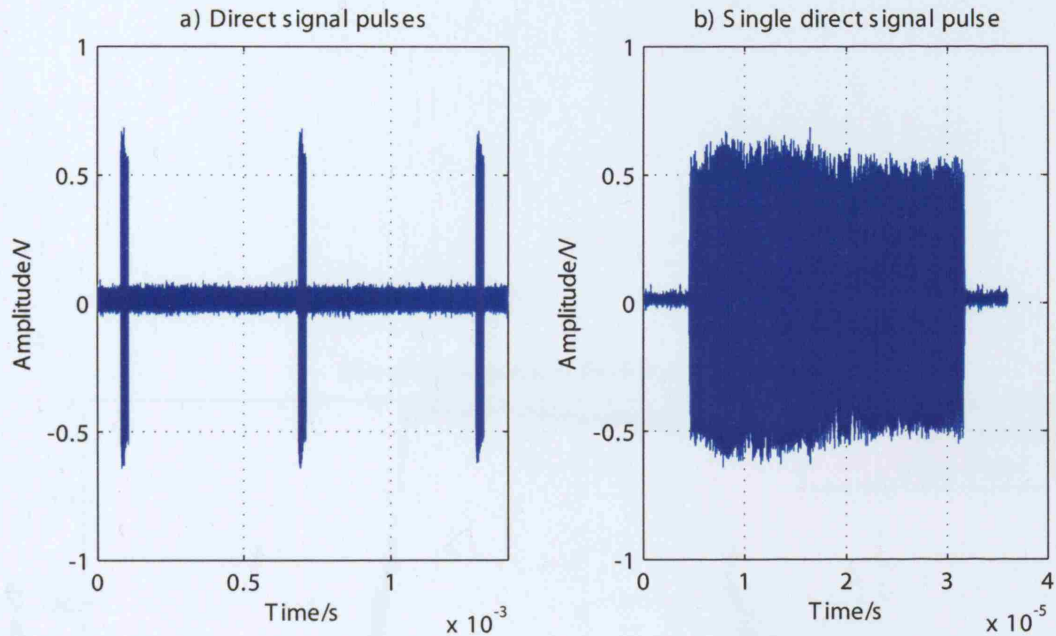 a) Direct signal pulses
1
0.5
0
-0.5
-1
Amplitude/V
0
0.5
1
Time/s
x 10-3
b) Single direct signal pulse
1
0.5
0
-0.5
-1
Amplitude/V
0
1
2
3
4
Time/s
x 10-5